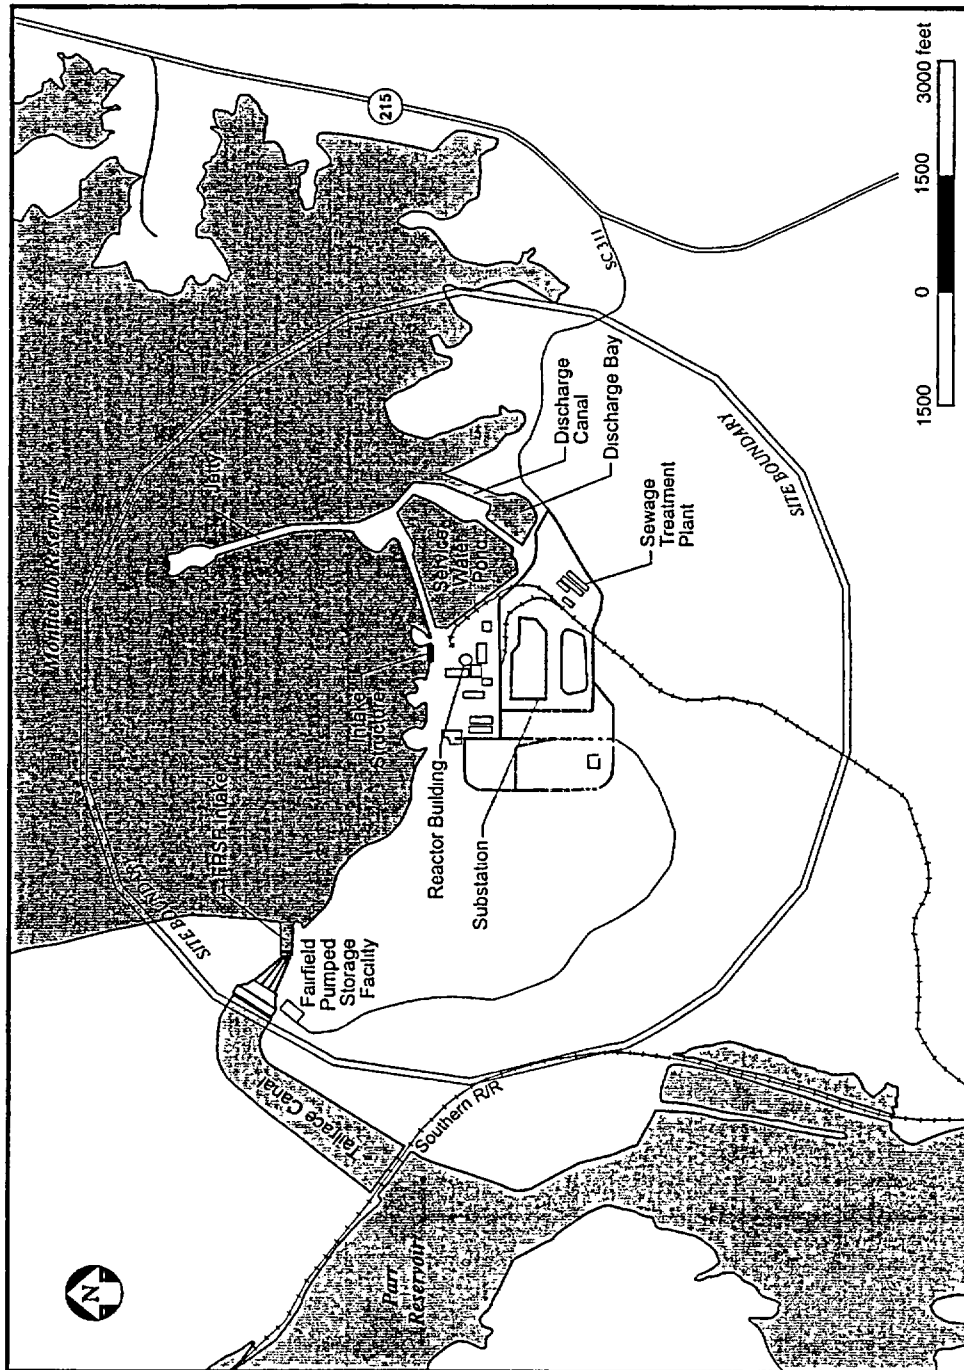 N
Monticello Reservoir
Jetty
Intake
Structure
FPSF Intake
SITE BOUNDARY
Fairfield
Pumped
Storage
Facility
Tailrace Canal
Southern R/R
Parr
Reservoir
Reactor Building
Substation
Service
Water
Pond
Discharge
Canal
Discharge Bay
Sewage
Treatment
Plant
SITE BOUNDARY
SC 311
215
1500 0 1500 3000 feet